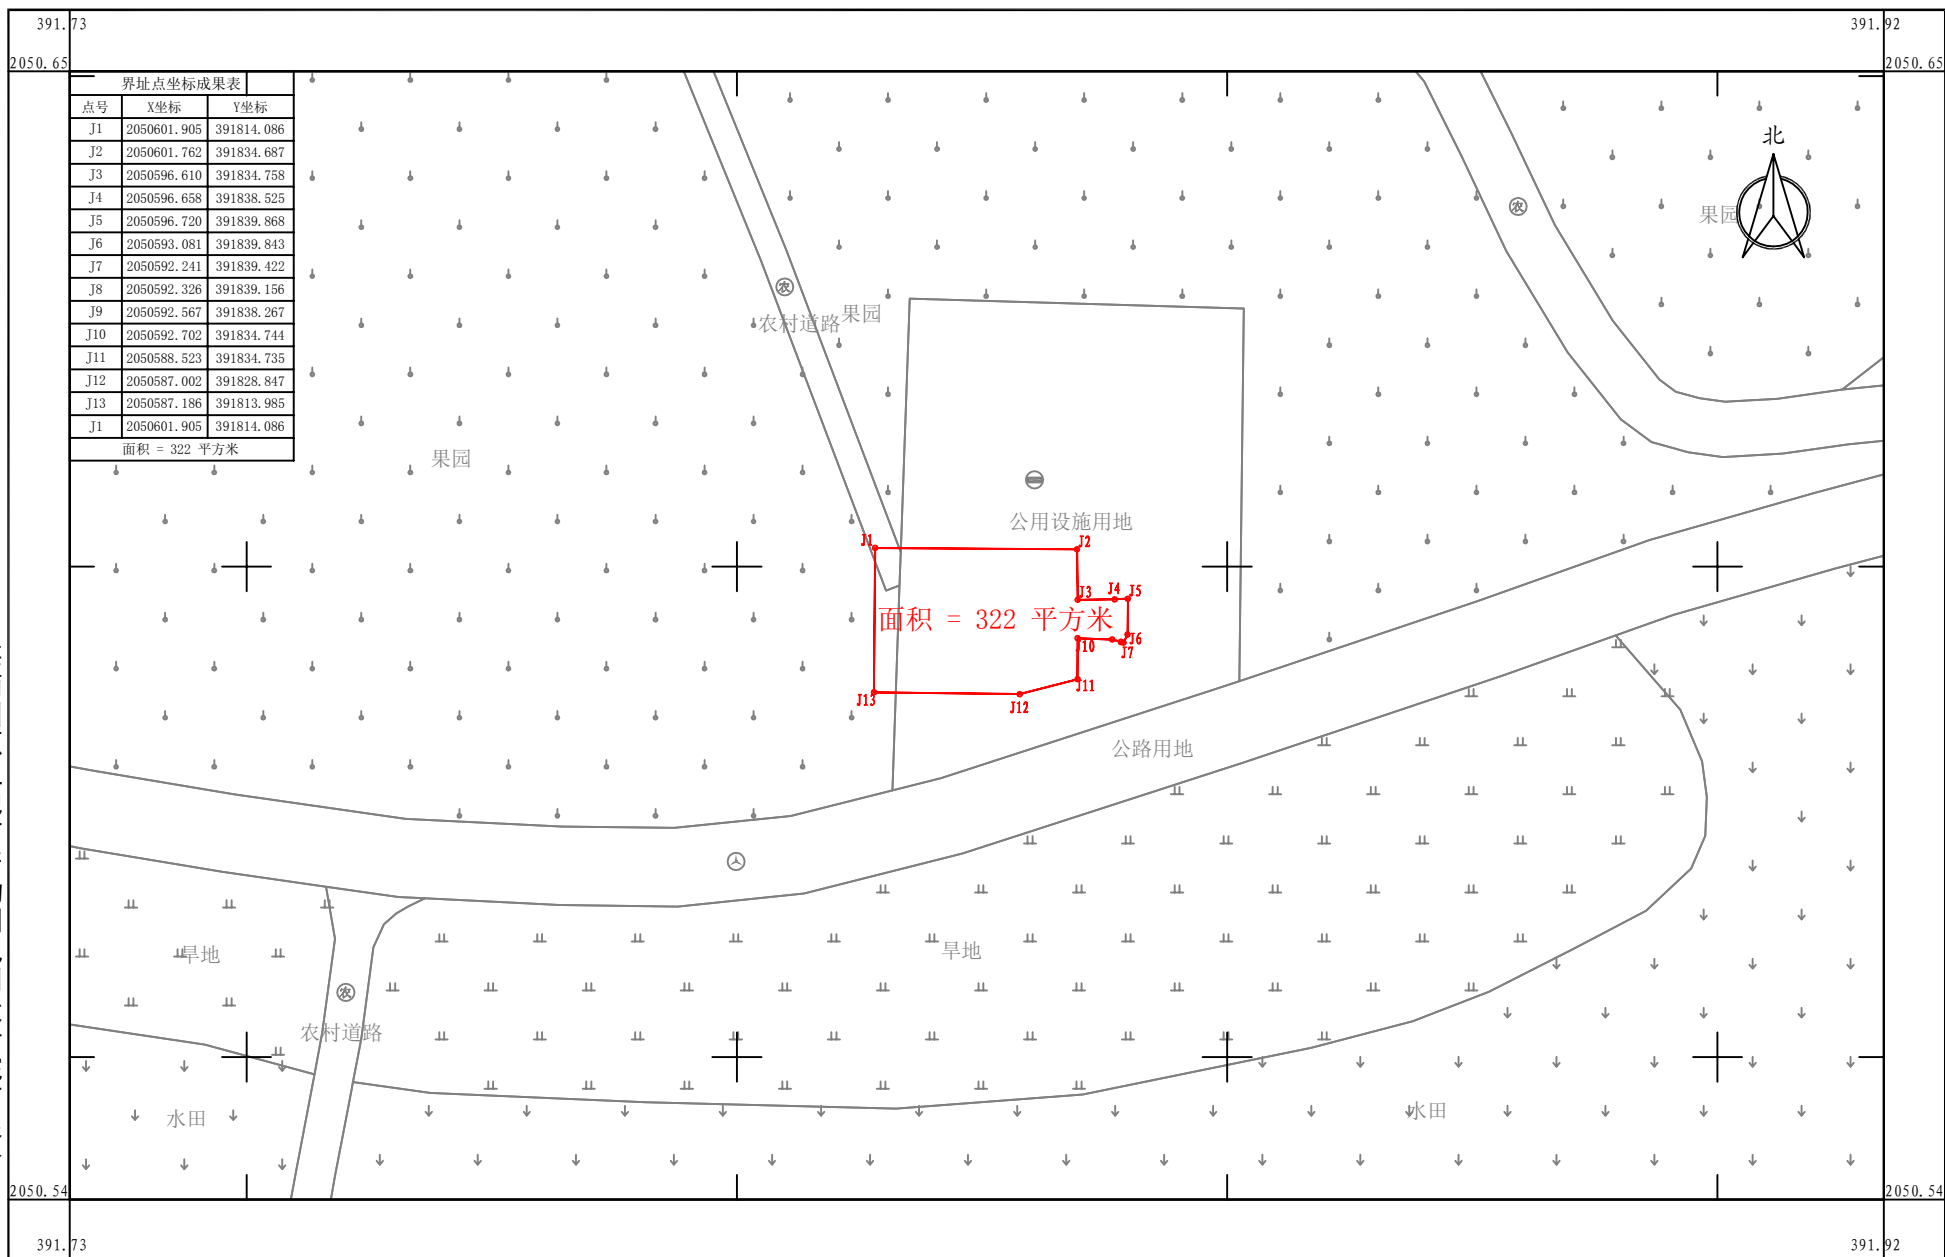 391.73
391.92
2050.65
2050.65
界址点坐标成果表
点号 X坐标 Y坐标
J1 2050601.905 391814.086
J2 2050601.762 391834.687
J3 2050596.610 391834.758
J4 2050596.658 391838.525
J5 2050596.720 391839.868
J6 2050593.081 391839.843
J7 2050592.241 391839.422
J8 2050592.326 391839.156
J9 2050592.567 391838.267
J10 2050592.702 391834.744
J11 2050588.523 391834.735
J12 2050587.002 391828.847
J13 2050587.186 391813.985
J1 2050601.905 391814.086
面积 = 322 平方米
北
农
果园
农
农村道路
果园
果园
公用设施用地
J1
J2
J3
J4
J5
面积 = 322 平方米
J6
J10
J7
J11
J13
J12
公路用地
旱地
旱地
农
农村道路
水田
水田
2050.54
2050.54
391.73
391.92